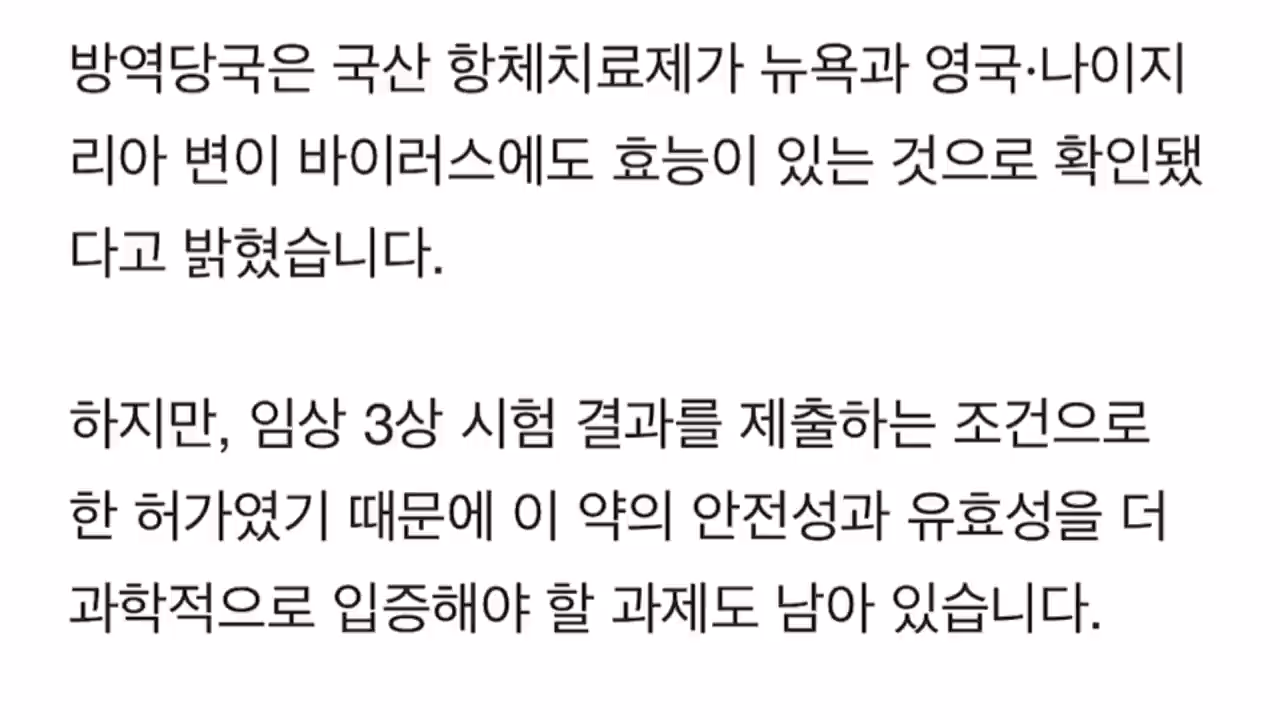 방역당국은 국산 항체치료제가 뉴욕과 영국·나이지
리아 변이 바이러스에도 효능이 있는 것으로 확인됐
다고 밝혔습니다.
하지만, 임상 3상 시험 결과를 제출하는 조건으로
한 허가였기 때문에 이 약의 안전성과 유효성을 더
과학적으로 입증해야 할 과제도 남아 있습니다.